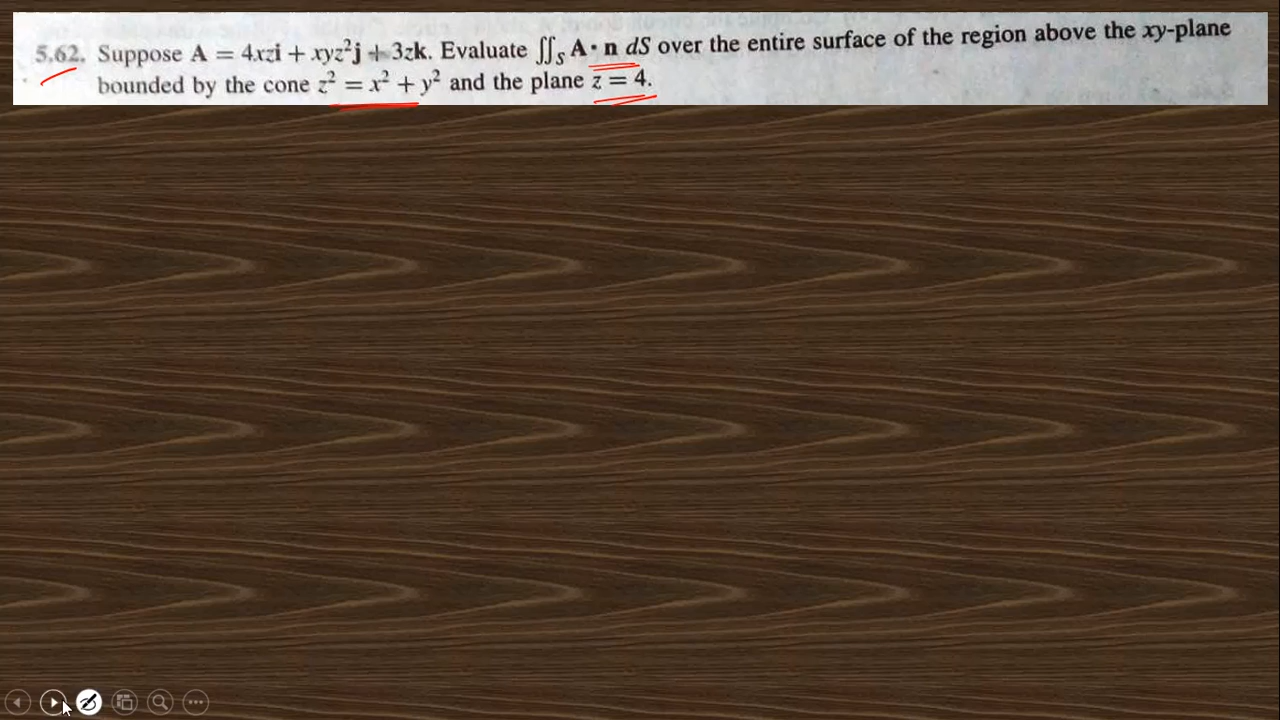 5.62. Suppose A = 4xzi + xyz²j + 3zk. Evaluate ∬_S A · n dS over the entire surface of the region above the xy-plane
bounded by the cone z² = x² + y² and the plane z = 4.